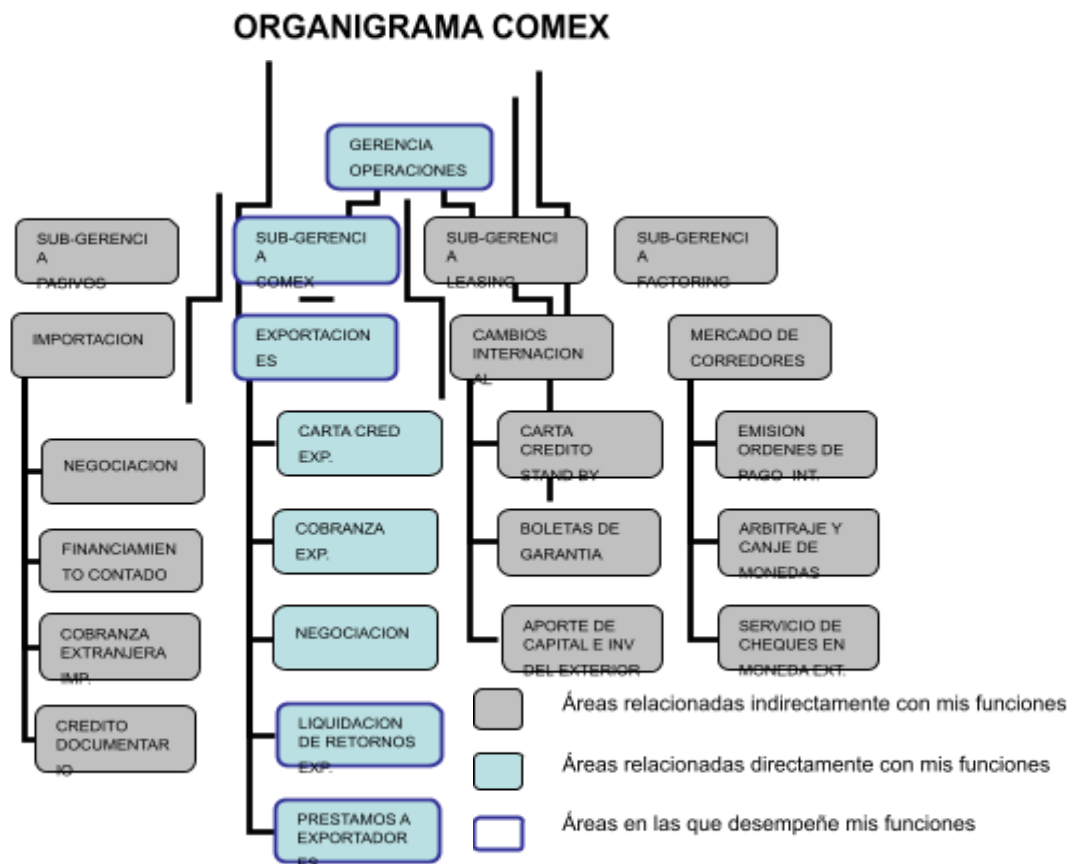 ORGANIGRAMA COMEX
GERENCIA
OPERACIONES
SUB-GERENCI
A
PASIVOS
SUB-GERENCI
A
COMEX
SUB-GERENCI
A
LEASING
SUB-GERENCI
A
FACTORING
IMPORTACION
EXPORTACION
ES
CAMBIOS
INTERNACION
AL
MERCADO DE
CORREDORES
NEGOCIACION
FINANCIAMIEN
TO CONTADO
COBRANZA
EXTRANJERA
IMP.
CREDITO
DOCUMENTAR
IO
CARTA CRED
EXP.
COBRANZA
EXP.
NEGOCIACION
LIQUIDACION
DE RETORNOS
EXP.
PRESTAMOS A
EXPORTADOR
ES
CARTA
CREDITO
STAND BY
BOLETAS DE
GARANTIA
APORTE DE
CAPITAL E INV
DEL EXTERIOR
EMISION
ORDENES DE
PAGO INT.
ARBITRAJE Y
CANJE DE
MONEDAS
SERVICIO DE
CHEQUES EN
MONEDA EXT.
Áreas relacionadas indirectamente con mis funciones
Áreas relacionadas directamente con mis funciones
Áreas en las que desempeñe mis funciones